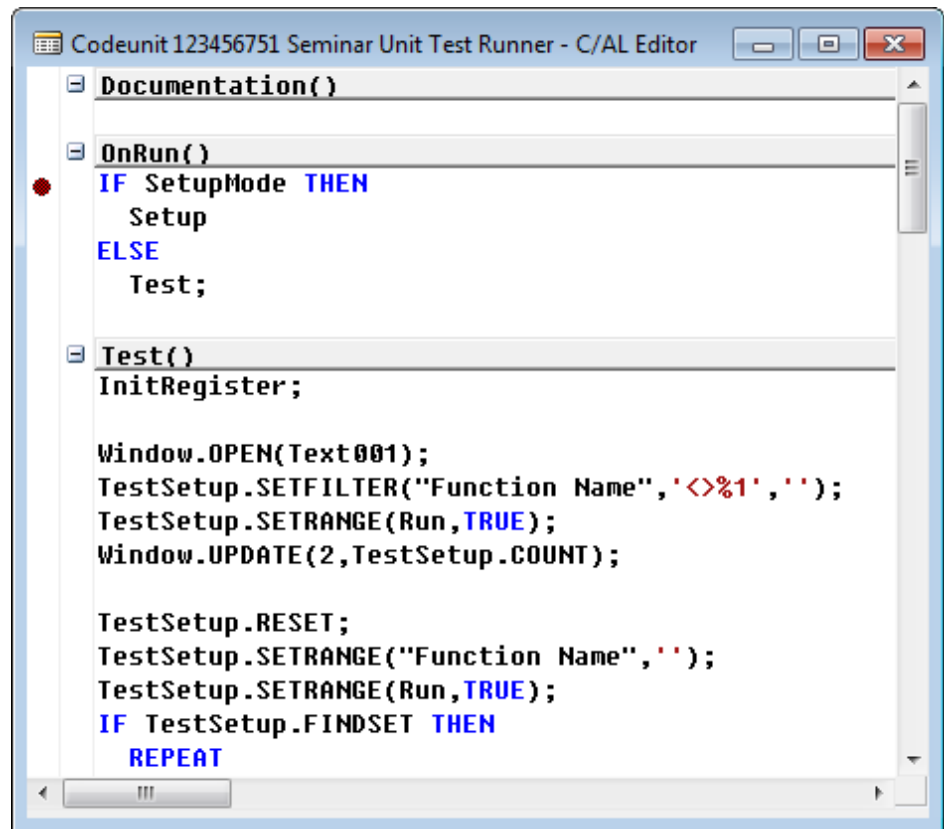 Codeunit 123456751 Seminar Unit Test Runner - C/AL Editor
Documentation()
OnRun()
IF SetupMode THEN
  Setup
ELSE
  Test;
Test()
InitRegister;
Window.OPEN(Text001);
TestSetup.SETFILTER("Function Name",'<>%1','');
TestSetup.SETRANGE(Run,TRUE);
Window.UPDATE(2,TestSetup.COUNT);
TestSetup.RESET;
TestSetup.SETRANGE("Function Name",'');
TestSetup.SETRANGE(Run,TRUE);
IF TestSetup.FINDSET THEN
  REPEAT